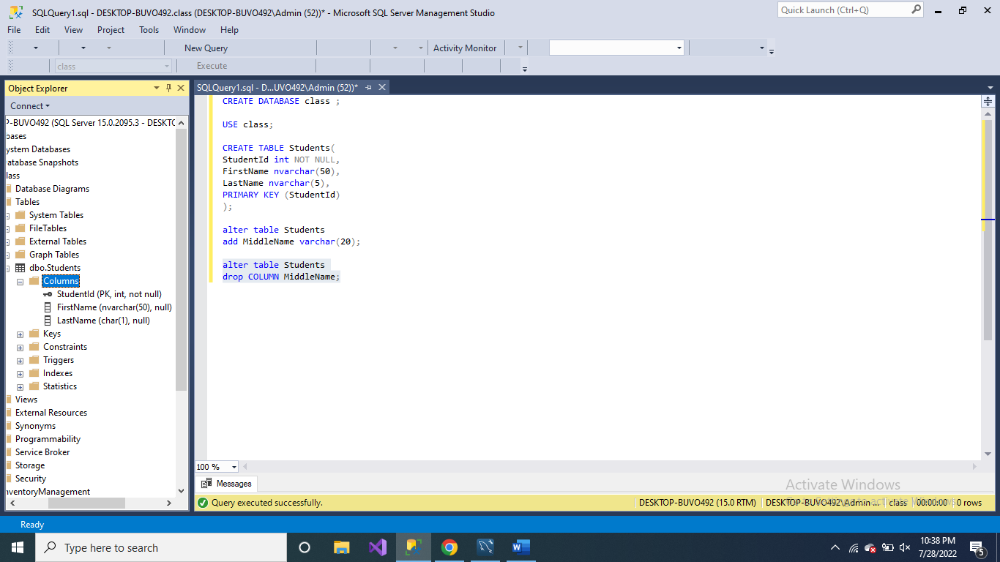 SQLQuery1.sql - DESKTOP-BUVO492.class (DESKTOP-BUVO492\Admin (52))* - Microsoft SQL Server Management Studio
Quick Launch (Ctrl+Q)
File Edit View Project Tools Window Help
New Query Activity Monitor
class Execute
Object Explorer
Connect
P-BUVO492 (SQL Server 15.0.2095.3 - DESKTO
bases
ystem Databases
atabase Snapshots
lass
Database Diagrams
Tables
System Tables
FileTables
External Tables
Graph Tables
dbo.Students
Columns
StudentId (PK, int, not null)
FirstName (nvarchar(50), null)
LastName (char(1), null)
Keys
Constraints
Triggers
Indexes
Statistics
Views
External Resources
Synonyms
Programmability
Service Broker
Storage
Security
nventoryManagement
SQLQuery1.sql - D...UVO492\Admin (52))*
CREATE DATABASE class ;
USE class;
CREATE TABLE Students(
StudentId int NOT NULL,
FirstName nvarchar(50),
LastName nvarchar(5),
PRIMARY KEY (StudentId)
);
alter table Students
add MiddleName varchar(20);
alter table Students
drop COLUMN MiddleName;
100 %
Messages
Activate Windows
Go to Settings to activate Windows.
Query executed successfully.
DESKTOP-BUVO492 (15.0 RTM) DESKTOP-BUVO492\Admin ... class 00:00:00 0 rows
Ready
Type here to search
10:38 PM
7/28/2022
5